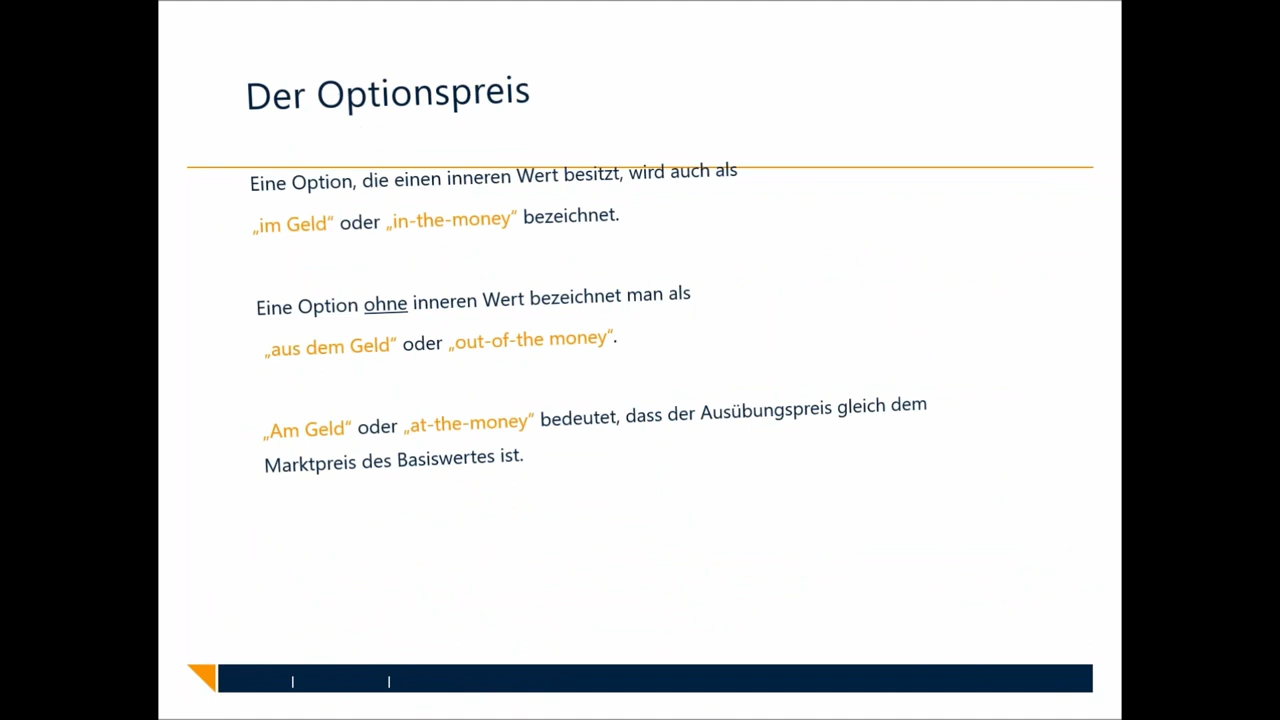 Der Optionspreis
Eine Option, die einen inneren Wert besitzt, wird auch als
„im Geld“ oder „in-the-money“ bezeichnet.
Eine Option ohne inneren Wert bezeichnet man als
„aus dem Geld“ oder „out-of-the money“.
„Am Geld“ oder „at-the-money“ bedeutet, dass der Ausübungspreis gleich dem
Marktpreis des Basiswertes ist.